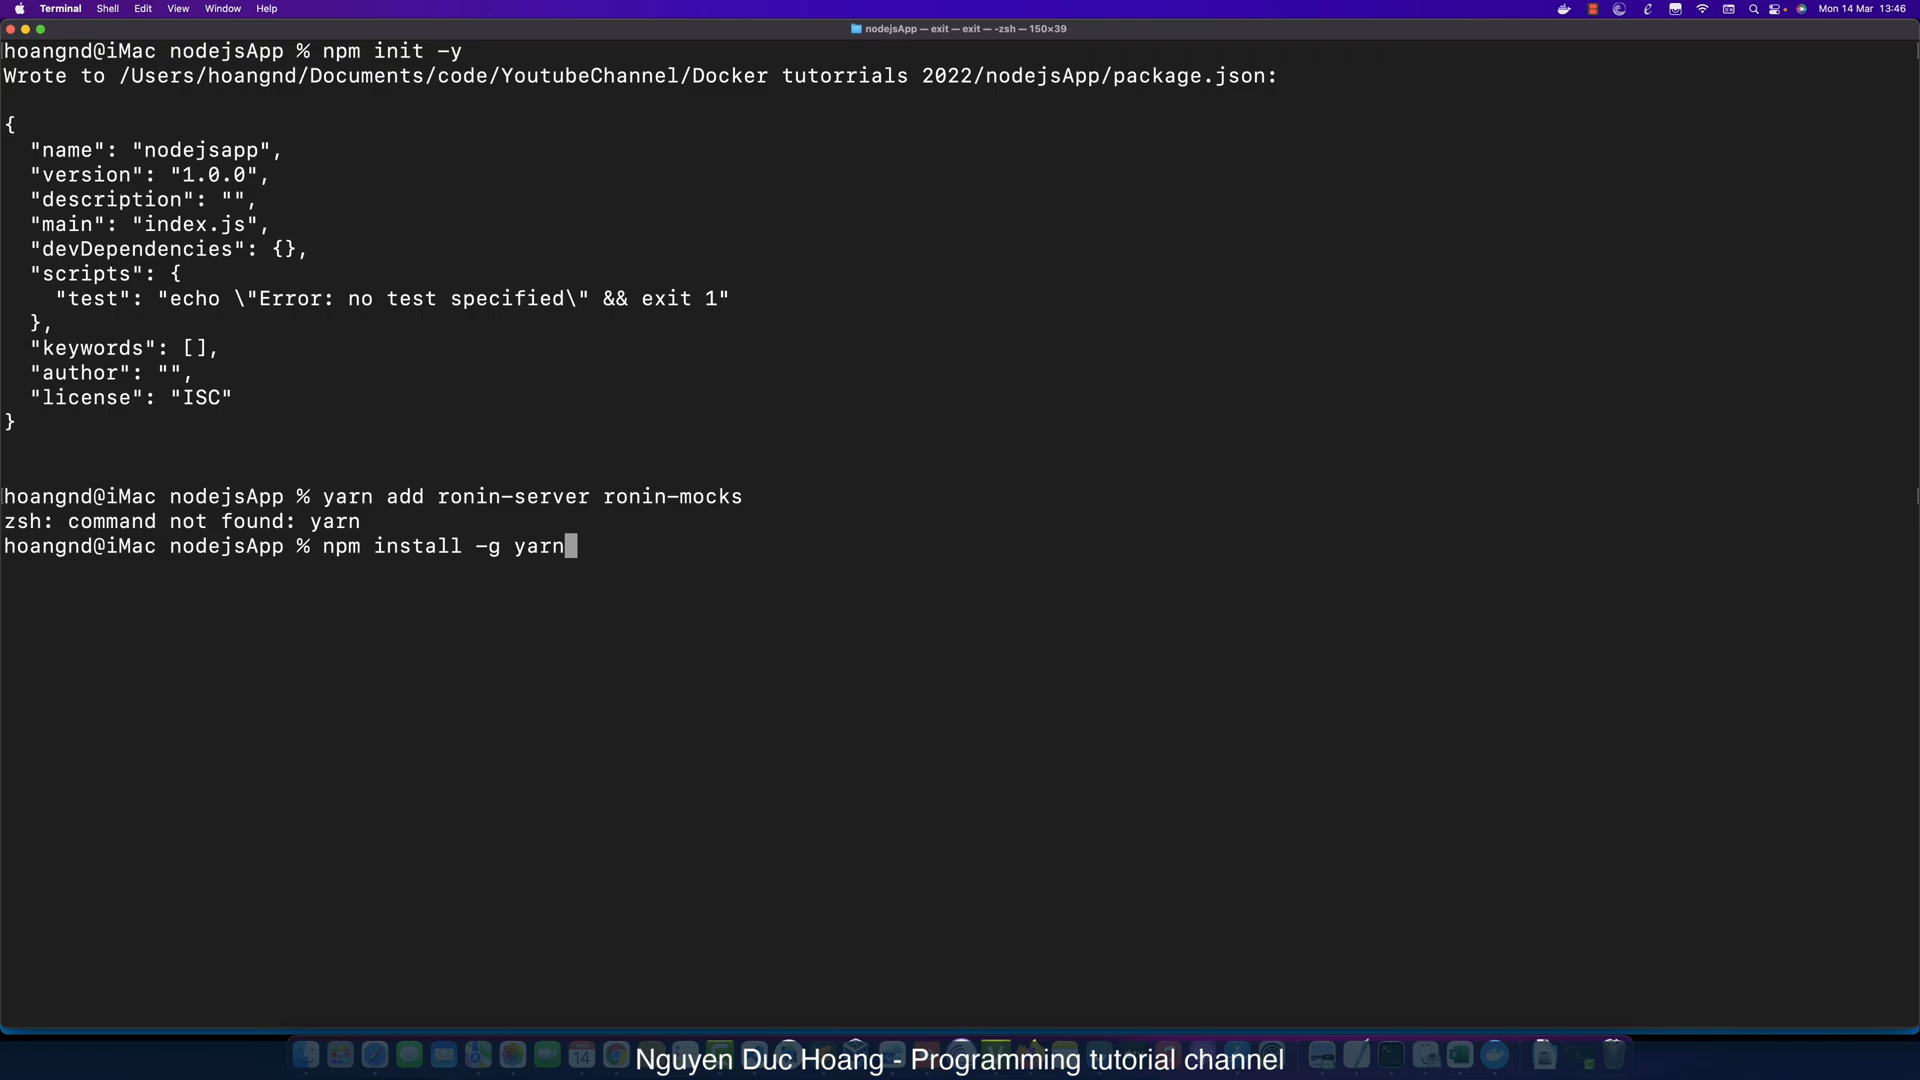 Terminal Shell Edit View Window Help Mon 14 Mar 13:46
nodejsApp — exit — exit — -zsh — 150×39
hoangnd@iMac nodejsApp % npm init -y
Wrote to /Users/hoangnd/Documents/code/YoutubeChannel/Docker tutorrials 2022/nodejsApp/package.json:
{
"name": "nodejsapp",
"version": "1.0.0",
"description": "",
"main": "index.js",
"devDependencies": {},
"scripts": {
"test": "echo \"Error: no test specified\" && exit 1"
},
"keywords": [],
"author": "",
"license": "ISC"
}
hoangnd@iMac nodejsApp % yarn add ronin-server ronin-mocks
zsh: command not found: yarn
hoangnd@iMac nodejsApp % npm install -g yarn
14
Nguyen Duc Hoang - Programming tutorial channel